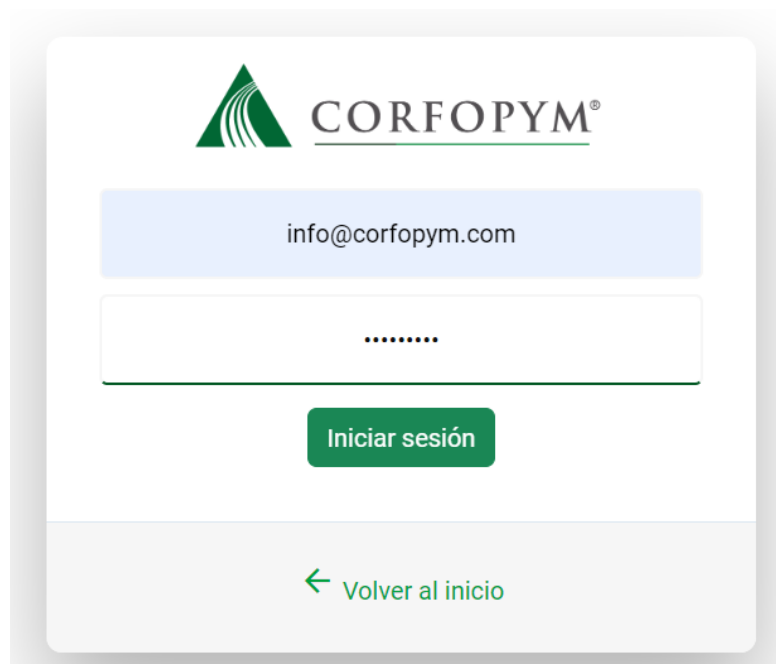 CORFOPYM®
info@corfopym.com
•••••••••
Iniciar sesión
← Volver al inicio